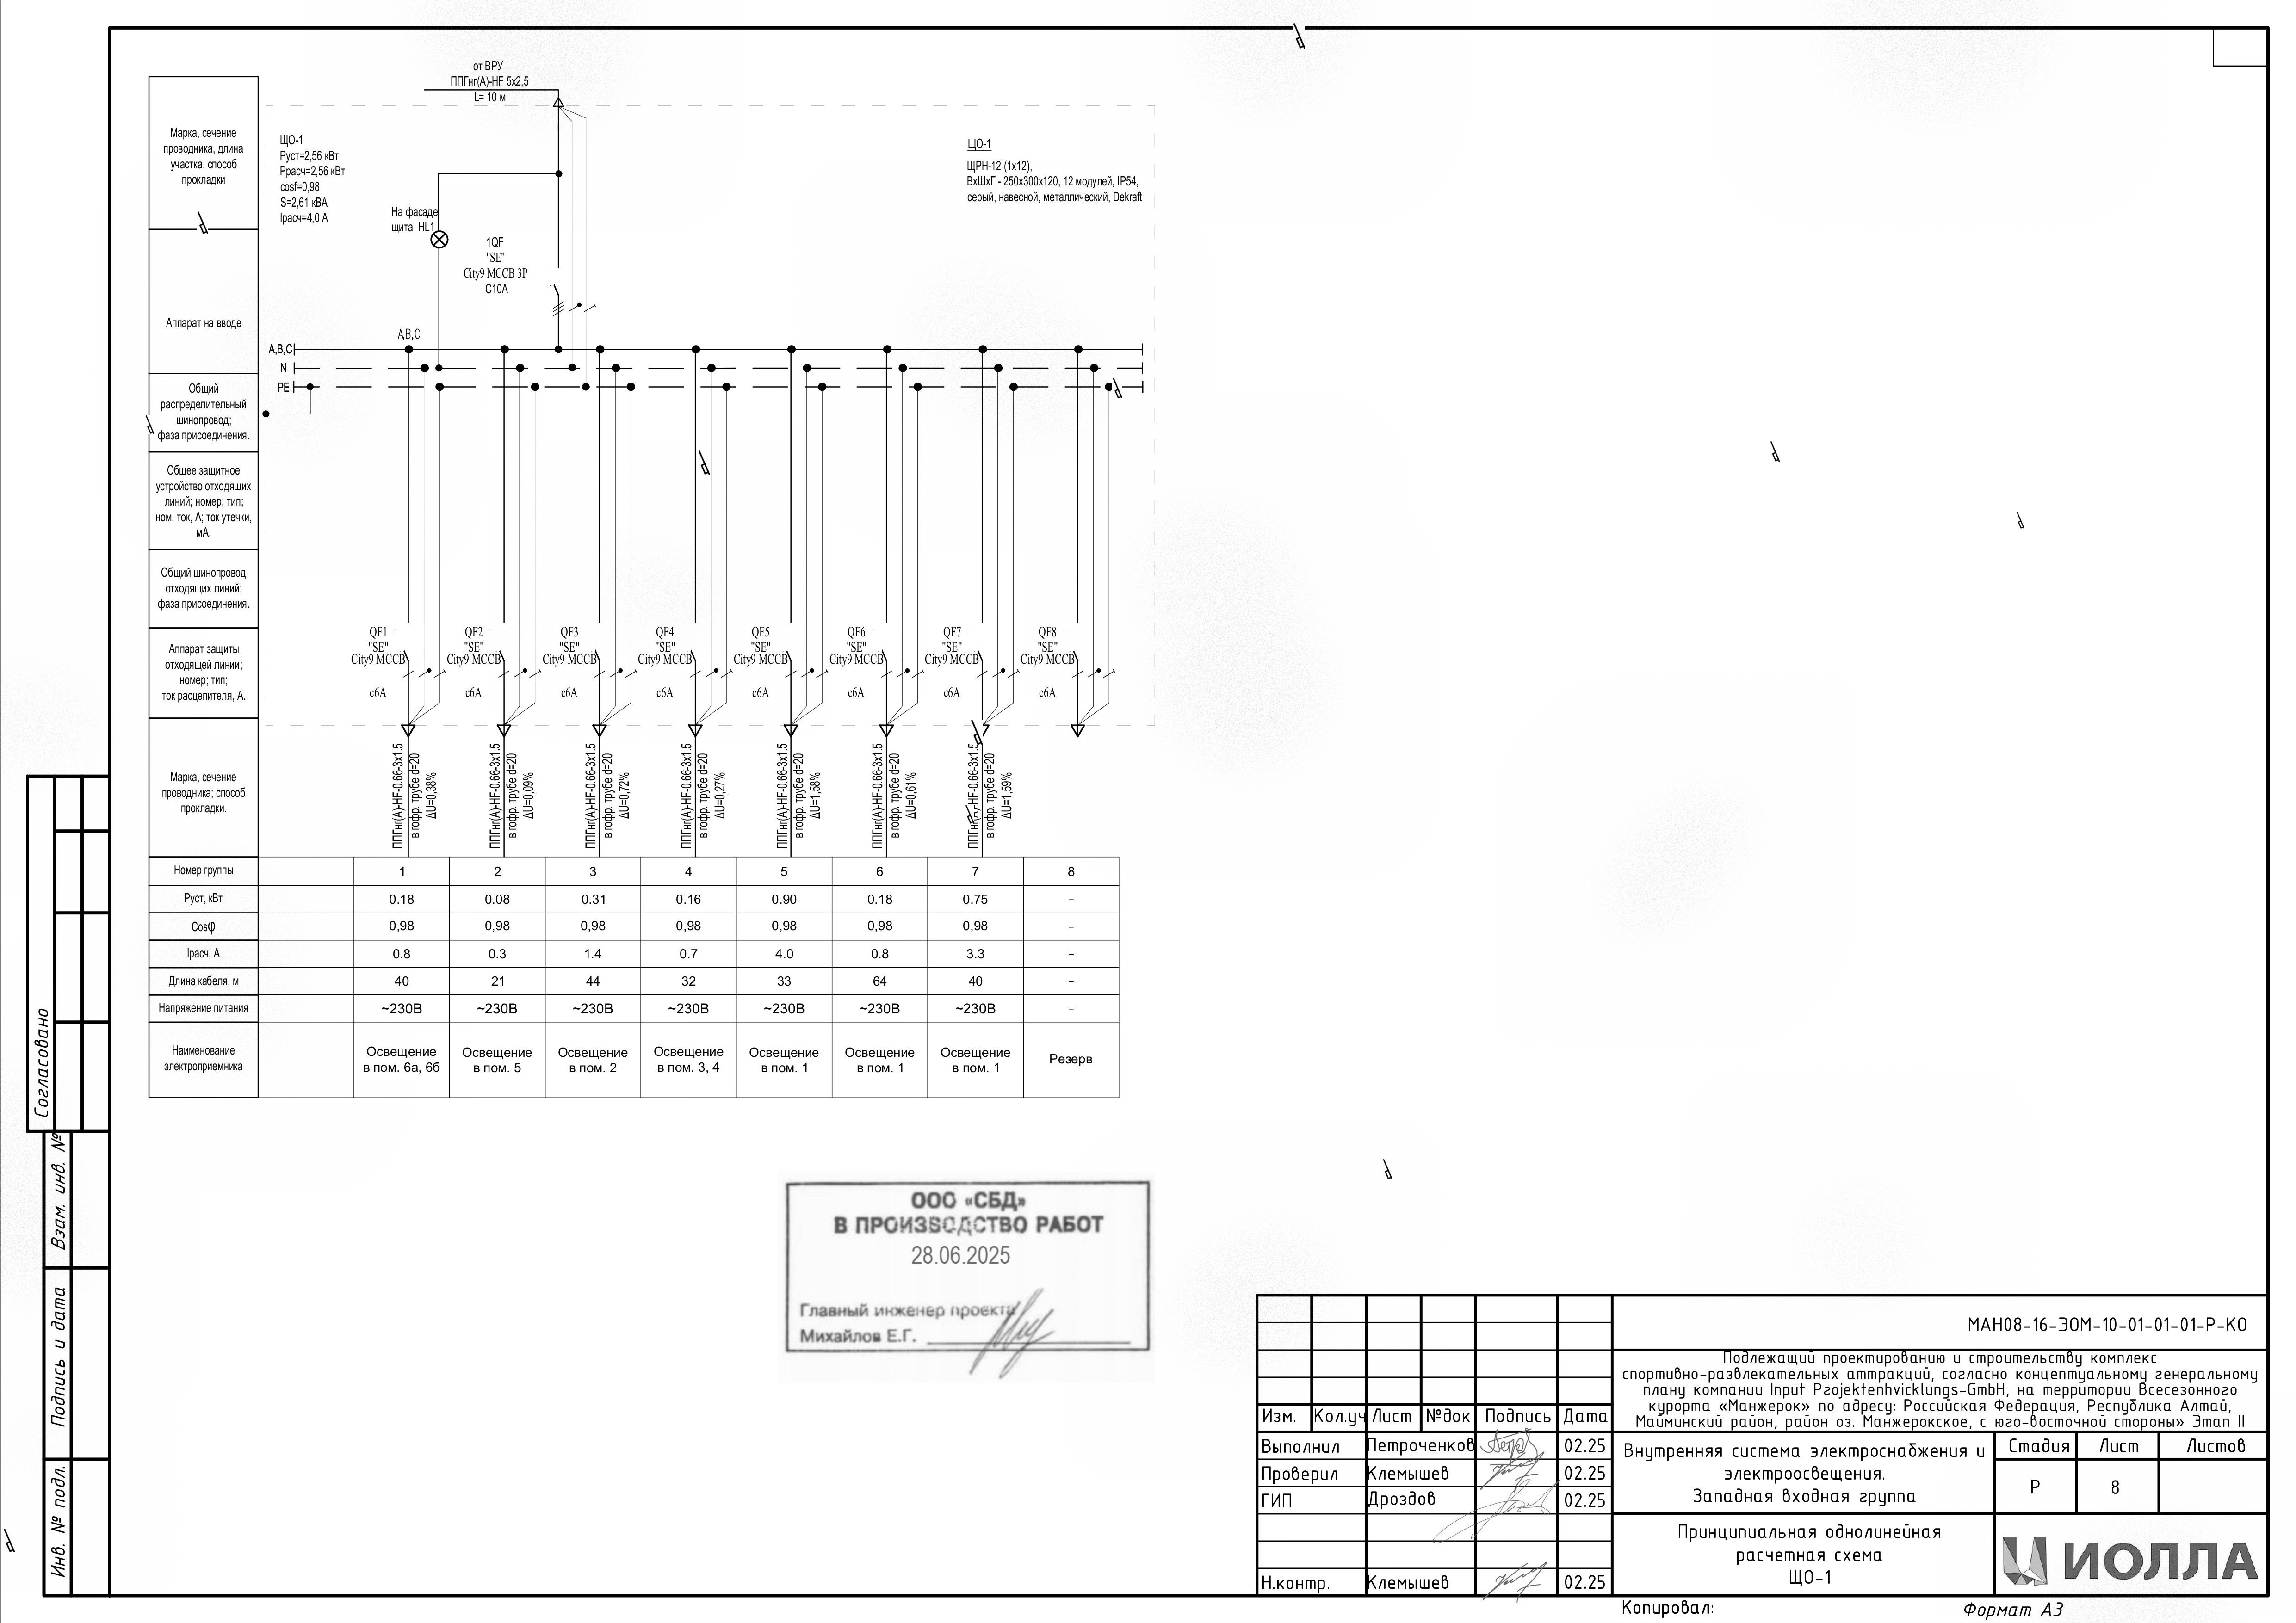 от ВРУ
ППГнг(А)-HF 5х2,5
L= 10 м
Марка, сечение
проводника, длина
участка, способ
прокладки
ЩО-1
Руст=2,56 кВт
Ррасч=2,56 кВт
cosf=0,98
S=2,61 кВА
Iрасч=4,0 А
ЩО-1
ЩРН-12 (1х12),
ВхШхГ - 250х300х120, 12 модулей, IP54,
серый, навесной, металлический, Dekraft
На фасаде
щита HL1
1QF
"SE"
City9 MCCB 3P
C10A
Аппарат на вводе
A,B,C
A,B,C
N
PE
Общий
распределительный
шинопровод;
фаза присоединения.
Общее защитное
устройство отходящих
линий; номер; тип;
ном. ток, А; ток утечки,
мА.
Общий шинопровод
отходящих линий;
фаза присоединения.
Аппарат защиты
отходящей линии;
номер; тип;
ток расцепителя, А.
QF1 QF2 QF3 QF4 QF5 QF6 QF7 QF8
"SE" "SE" "SE" "SE" "SE" "SE" "SE" "SE"
City9 MCCB City9 MCCB City9 MCCB City9 MCCB City9 MCCB City9 MCCB City9 MCCB City9 MCCB
c6A c6A c6A c6A c6A c6A c6A c6A
Марка, сечение
проводника; способ
прокладки.
ППГнг(А)-HF-0.66-3х1.5
в гофр. трубе d=20
ΔU=0,38%
ППГнг(А)-HF-0.66-3х1.5
в гофр. трубе d=20
ΔU=0,09%
ППГнг(А)-HF-0.66-3х1.5
в гофр. трубе d=20
ΔU=0,72%
ППГнг(А)-HF-0.66-3х1.5
в гофр. трубе d=20
ΔU=0,27%
ППГнг(А)-HF-0.66-3х1.5
в гофр. трубе d=20
ΔU=1,58%
ППГнг(А)-HF-0.66-3х1.5
в гофр. трубе d=20
ΔU=0,61%
ППГнг(А)-HF-0.66-3х1.5
в гофр. трубе d=20
ΔU=1,59%
Номер группы 1 2 3 4 5 6 7 8
Руст, кВт 0.18 0.08 0.31 0.16 0.90 0.18 0.75 –
Cosφ 0,98 0,98 0,98 0,98 0,98 0,98 0,98 –
Iрасч, А 0.8 0.3 1.4 0.7 4.0 0.8 3.3 –
Длина кабеля, м 40 21 44 32 33 64 40 –
Напряжение питания ~230В ~230В ~230В ~230В ~230В ~230В ~230В –
Наименование
электроприемника
Освещение
в пом. 6а, 6б
Освещение
в пом. 5
Освещение
в пом. 2
Освещение
в пом. 3, 4
Освещение
в пом. 1
Освещение
в пом. 1
Освещение
в пом. 1
Резерв
ООО «СБД»
В ПРОИЗВОДСТВО РАБОТ
28.06.2025
Главный инженер проекта
Михайлов Е.Г.
Согласовано
Взам. инв. №
Подпись и дата
Инв. № подл.
МАН08-16-ЭОМ-10-01-01-01-Р-КО
Подлежащий проектированию и строительству комплекс
спортивно-развлекательных аттракций, согласно концептуальному генеральному
плану компании Input Projektenhvicklungs-GmbH, на территории Всесезонного
курорта «Манжерок» по адресу: Российская Федерация, Республика Алтай,
Майминский район, район оз. Манжерокское, с юго-восточной стороны» Этап II
Изм. Кол.уч Лист №док Подпись Дата
Выполнил Петроченков 02.25
Проверил Клемышев 02.25
ГИП Дроздов 02.25
Н.контр. Клемышев 02.25
Внутренняя система электроснабжения и
электроосвещения.
Западная входная группа
Стадия Лист Листов
Р 8
Принципиальная однолинейная
расчетная схема
ЩО-1
ИОЛЛА
Копировал:
Формат А3